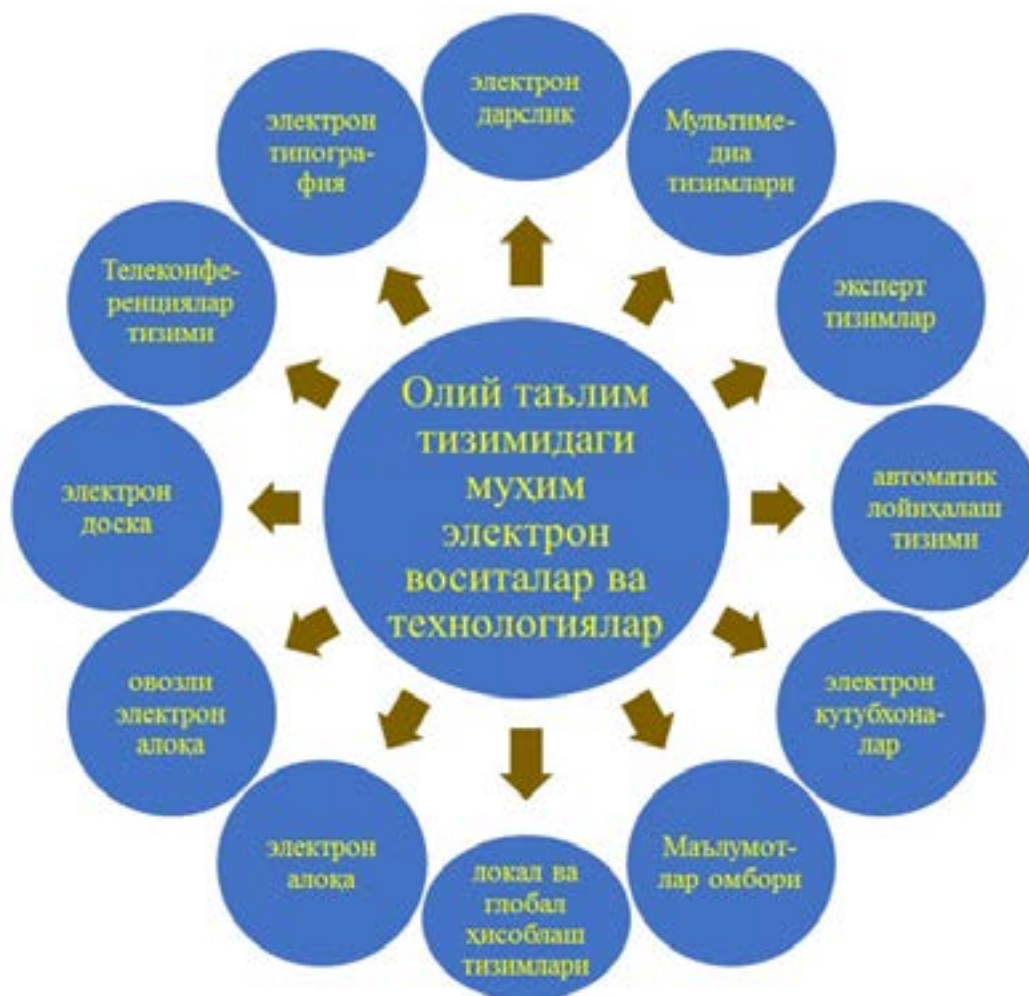 Олий таълим
тизимидаги
муҳим
электрон
воситалар ва
технологиялар
электрон
дарслик
Мультиме-
диа
тизимлари
эксперт
тизимлар
автоматик
лойиҳалаш
тизими
электрон
кутубхона-
лар
Маълумот-
лар омбори
локал ва
глобал
ҳисоблаш
тизимлари
электрон
алоқа
овозли
электрон
алоқа
электрон
доска
Телеконфе-
ренциялар
тизими
электрон
типогра-
фия